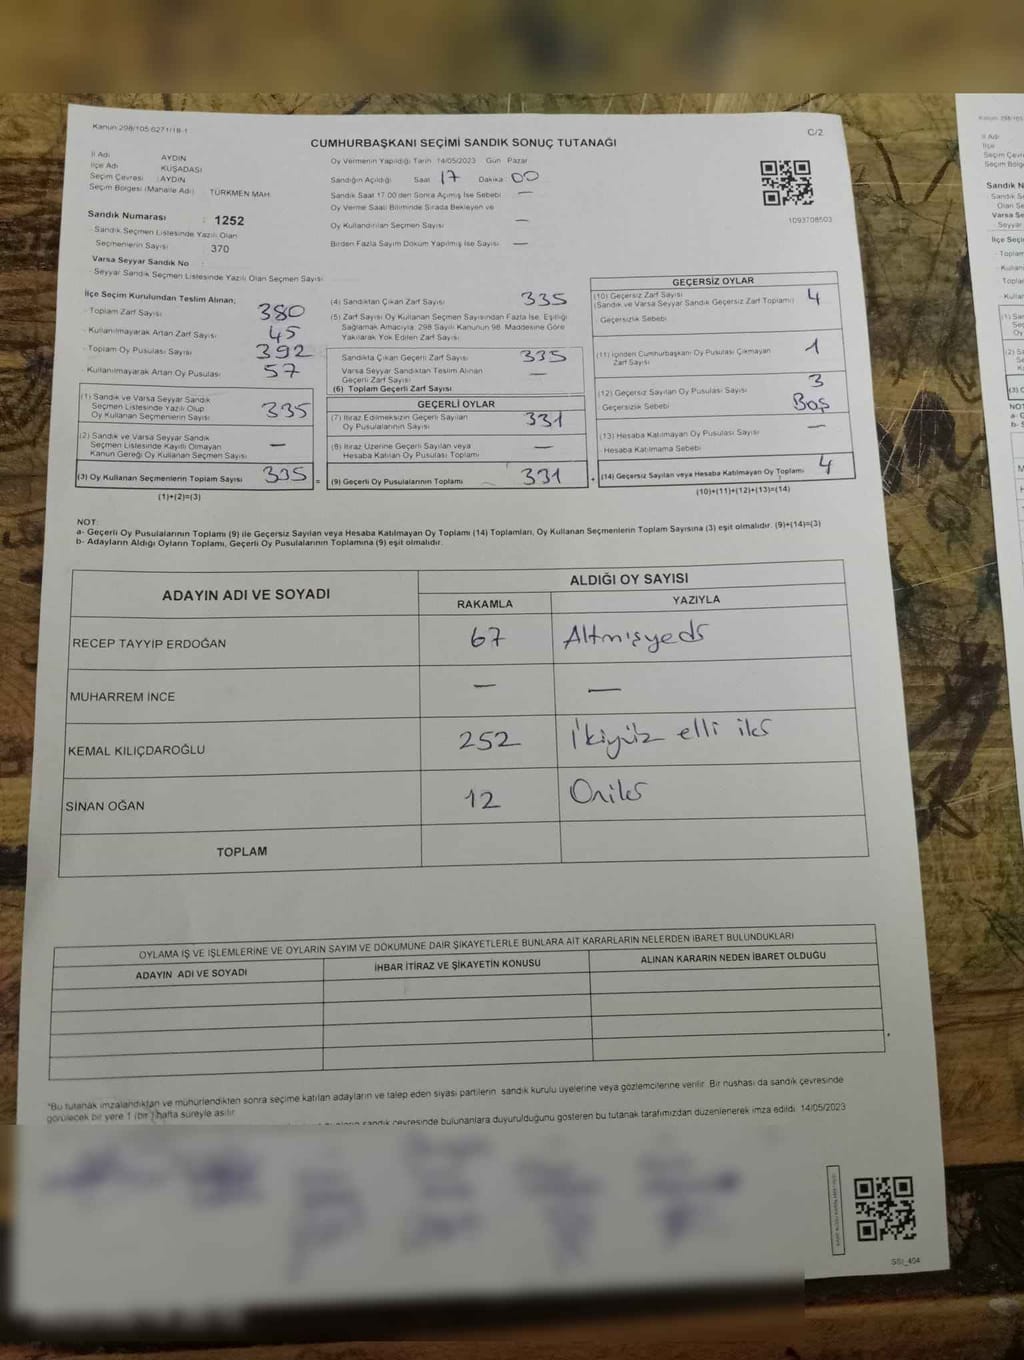 Kanun 298/105-6271/18-1
C/2
CUMHURBAŞKANI SEÇİMİ SANDIK SONUÇ TUTANAĞI
İl Adı AYDIN
İlçe Adı KUŞADASI
Seçim Çevresi : AYDIN
Seçim Bölgesi (Mahalle Adı) TÜRKMEN MAH.
Sandık Numarası : 1252
- Sandık Seçmen Listesinde Yazılı Olan
Seçmenlerin Sayısı 370
Varsa Seyyar Sandık No
- Seyyar Sandık Seçmen Listesinde Yazılı Olan Seçmen Sayısı
Oy Vermenin Yapıldığı Tarih 14/05/2023 Gün Pazar
Sandığın Açıldığı Saat 17 Dakika 00
Sandık Saat 17.00'den Sonra Açılmış İse Sebebi —
Oy Verme Saati Bitiminde Sırada Bekleyen ve
Oy Kullandırılan Seçmen Sayısı —
Birden Fazla Sayım Döküm Yapılmış İse Sayısı —
1093708503
İlçe Seçim Kurulundan Teslim Alınan;
- Toplam Zarf Sayısı 380
- Kullanılmayarak Artan Zarf Sayısı 45
- Toplam Oy Pusulası Sayısı 392
- Kullanılmayarak Artan Oy Pusulası 57
(1) Sandık ve Varsa Seyyar Sandık
Seçmen Listesinde Yazılı Olup
Oy Kullanan Seçmenlerin Sayısı 335
(2) Sandık ve Varsa Seyyar Sandık
Seçmen Listesinde Kayıtlı Olmayan
Kanun Gereği Oy Kullanan Seçmen Sayısı —
(3) Oy Kullanan Seçmenlerin Toplam Sayısı 335 =
(1)+(2)=(3)
(4) Sandıktan Çıkan Zarf Sayısı 335
(5) Zarf Sayısı Oy Kullanan Seçmen Sayısından Fazla İse, Eşitliği
Sağlamak Amacıyla, 298 Sayılı Kanunun 98. Maddesine Göre
Yakılarak Yok Edilen Zarf Sayısı
Sandıkta Çıkan Geçerli Zarf Sayısı 335
Varsa Seyyar Sandıktan Teslim Alınan
Geçerli Zarf Sayısı —
(6) Toplam Geçerli Zarf Sayısı
GEÇERLİ OYLAR
(7) İtiraz Edilmeksizin Geçerli Sayılan
Oy Pusulalarının Sayısı 331
(8) İtiraz Üzerine Geçerli Sayılan veya
Hesaba Katılan Oy Pusulası Toplamı —
(9) Geçerli Oy Pusulalarının Toplamı 331 +
GEÇERSİZ OYLAR
(10) Geçersiz Zarf Sayısı
(Sandık ve Varsa Seyyar Sandık Geçersiz Zarf Toplamı) 4
- Geçersizlik Sebebi
(11) İçinden Cumhurbaşkanı Oy Pusulası Çıkmayan
Zarf Sayısı 1
(12) Geçersiz Sayılan Oy Pusulası Sayısı 3
Geçersizlik Sebebi Boş
(13) Hesaba Katılmayan Oy Pusulası Sayısı —
- Hesaba Katılmama Sebebi
(14) Geçersiz Sayılan veya Hesaba Katılmayan Oy Toplamı 4
(10)+(11)+(12)+(13)=(14)
NOT:
a- Geçerli Oy Pusulalarının Toplamı (9) ile Geçersiz Sayılan veya Hesaba Katılmayan Oy Toplamı (14) Toplamları, Oy Kullanan Seçmenlerin Toplam Sayısına (3) eşit olmalıdır. (9)+(14)=(3)
b- Adayların Aldığı Oyların Toplamı, Geçerli Oy Pusulalarının Toplamına (9) eşit olmalıdır.
ADAYIN ADI VE SOYADI
ALDIĞI OY SAYISI
RAKAMLA YAZIYLA
RECEP TAYYİP ERDOĞAN 67 Altmışyedi
MUHARREM İNCE — —
KEMAL KILIÇDAROĞLU 252 İkiyüz elli iki
SİNAN OĞAN 12 Oniki
TOPLAM
OYLAMA İŞ VE İŞLEMLERİNE VE OYLARIN SAYIM VE DÖKÜMÜNE DAİR ŞİKAYETLERLE BUNLARA AİT KARARLARIN NELERDEN İBARET BULUNDUKLARI
ADAYIN ADI VE SOYADI İHBAR İTİRAZ VE ŞİKAYETİN KONUSU ALINAN KARARIN NEDEN İBARET OLDUĞU
*Bu tutanak imzalandıktan ve mühürlendikten sonra seçime katılan adayların ve talep eden siyasi partilerin sandık kurulu üyelerine veya gözlemcilerine verilir. Bir nüshası da sandık çevresinde
görülecek bir yere 1 (bir) hafta süreyle asılır.
sandık çevresinde bulunanlara duyurulduğunu gösteren bu tutanak tarafımızdan düzenlenerek imza edildi. 14/05/2023
SSI_404